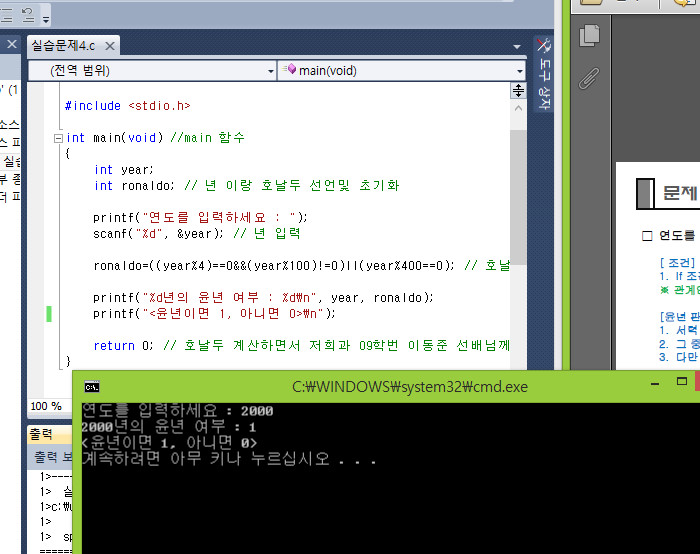 실습문제4.c
(전역 범위)
main(void)
도구 상자
#include <stdio.h>
int main(void) //main 함수
{
int year;
int ronaldo; // 년 이랑 호날두 선언및 초기화
printf("연도를 입력하세요 : ");
scanf("%d", &year); // 년 입력
ronaldo=((year%4)==0&&(year%100)!=0)||(year%400==0); // 호날
printf("%d년의 윤년 여부 : %d₩n", year, ronaldo);
printf("<윤년이면 1, 아니면 0>₩n");
return 0; // 호날두 계산하면서 저희과 09학번 이동준 선배님께
}
100 %
출력
출력 보
1>----
1> 실
1>c:₩u
1>
1> sp
=====
C:₩WINDOWS₩system32₩cmd.exe
연도를 입력하세요 : 2000
2000년의 윤년 여부 : 1
<윤년이면 1, 아니면 0>
계속하려면 아무 키나 누르십시오 . . .
' (1
소스
스 파
실습
부 종
더 파
문제
연도를
[ 조건]
1. if 조
※ 관계연
[윤년 판
1. 서력
2. 그 중
3. 다만